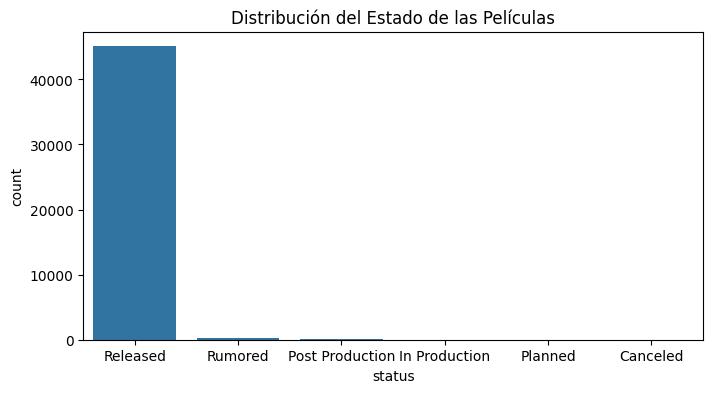 Distribución del Estado de las Películas
count
40000
30000
20000
10000
0
Released Rumored Post Production In Production Planned Canceled
status